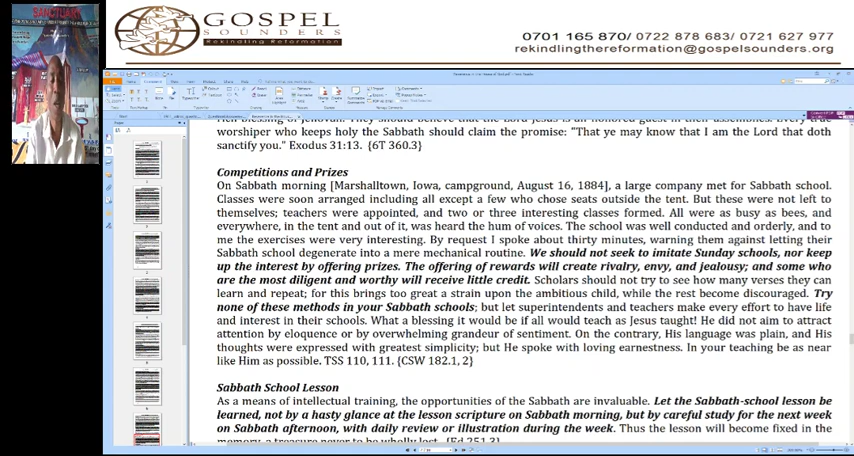 SANCTUARY
GOSPEL
SOUNDERS
Rekindling Reformation
0701 165 870/ 0722 878 683/ 0721 627 977
rekindlingthereformation@gospelsounders.org
worshiper who keeps holy the Sabbath should claim the promise: “That ye may know that I am the Lord that doth
sanctify you.” Exodus 31:13. {6T 360.3}
Competitions and Prizes
On Sabbath morning [Marshalltown, Iowa, campground, August 16, 1884], a large company met for Sabbath school.
Classes were soon arranged including all except a few who chose seats outside the tent. But these were not left to
themselves; teachers were appointed, and two or three interesting classes formed. All were as busy as bees, and
everywhere, in the tent and out of it, was heard the hum of voices. The school was well conducted and orderly, and to
me the exercises were very interesting. By request I spoke about thirty minutes, warning them against letting their
Sabbath school degenerate into a mere mechanical routine. We should not seek to imitate Sunday schools, nor keep
up the interest by offering prizes. The offering of rewards will create rivalry, envy, and jealousy; and some who
are the most diligent and worthy will receive little credit. Scholars should not try to see how many verses they can
learn and repeat; for this brings too great a strain upon the ambitious child, while the rest become discouraged. Try
none of these methods in your Sabbath schools; but let superintendents and teachers make every effort to have life
and interest in their schools. What a blessing it would be if all would teach as Jesus taught! He did not aim to attract
attention by eloquence or by overwhelming grandeur of sentiment. On the contrary, His language was plain, and His
thoughts were expressed with greatest simplicity; but He spoke with loving earnestness. In your teaching be as near
like Him as possible. TSS 110, 111. {CSW 182.1, 2}
Sabbath School Lesson
As a means of intellectual training, the opportunities of the Sabbath are invaluable. Let the Sabbath-school lesson be
learned, not by a hasty glance at the lesson scripture on Sabbath morning, but by careful study for the next week
on Sabbath afternoon, with daily review or illustration during the week. Thus the lesson will become fixed in the
memory, a treasure never to be wholly lost. {Ed 251.3}